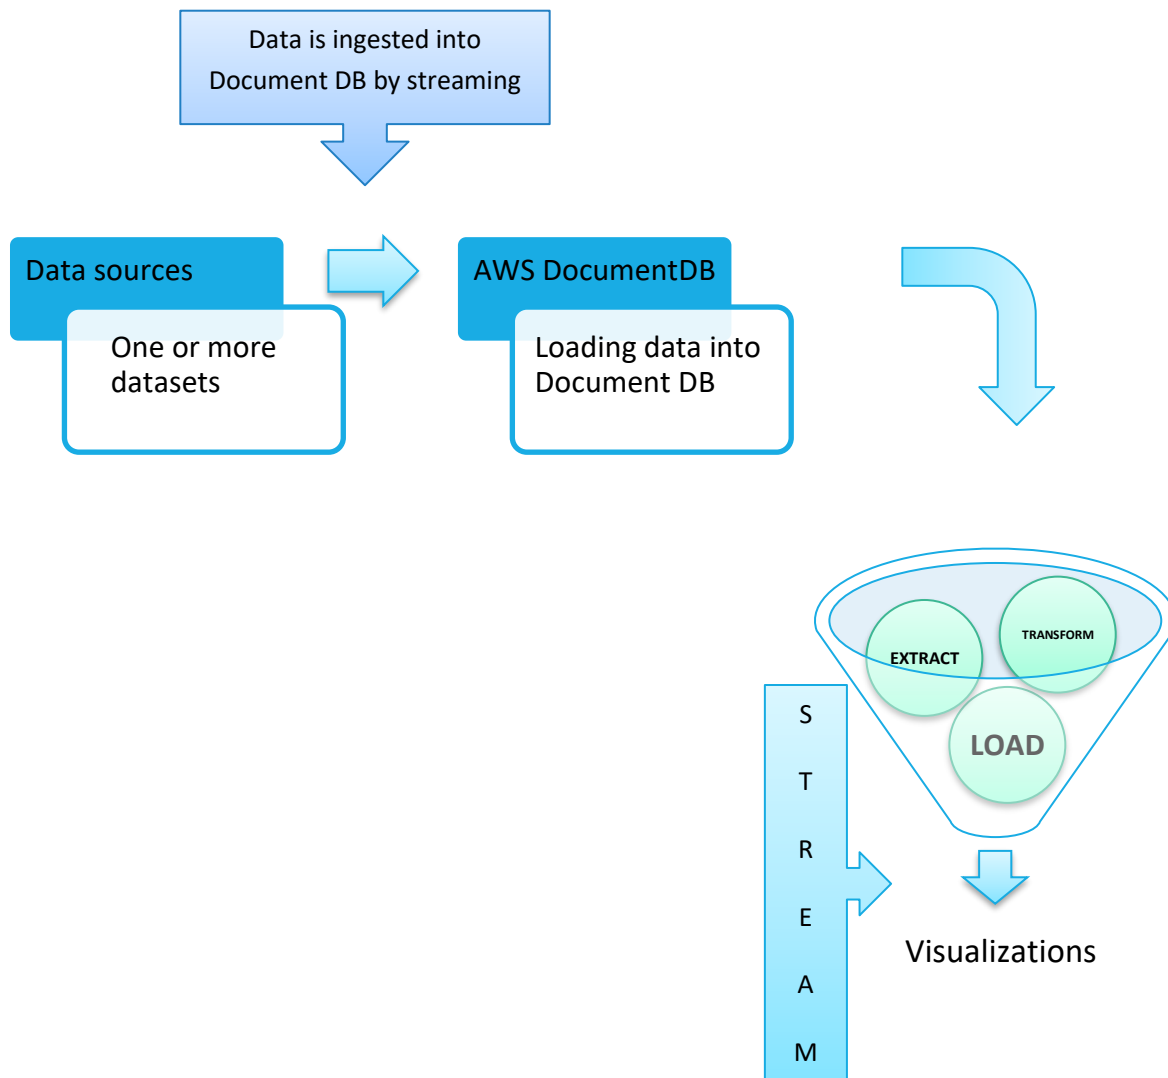 Data is ingested into
Document DB by streaming
Data sources
One or more
datasets
AWS DocumentDB
Loading data into
Document DB
EXTRACT
TRANSFORM
LOAD
S
T
R
E
A
M
Visualizations